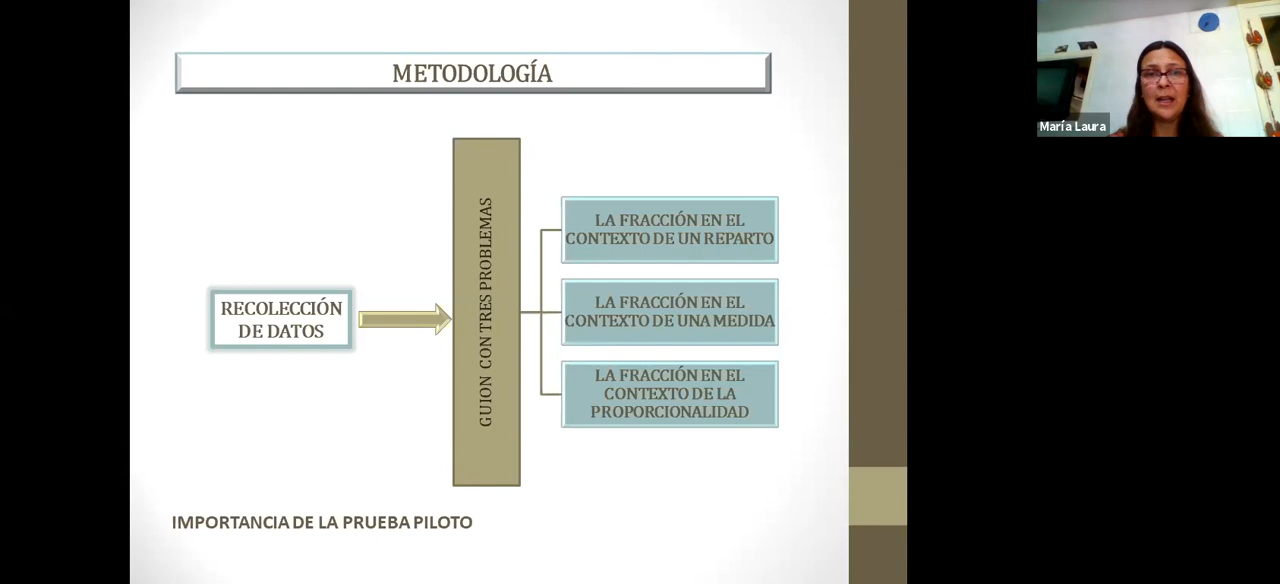 METODOLOGÍA
RECOLECCIÓN
DE DATOS
GUION CON TRES PROBLEMAS
LA FRACCIÓN EN EL
CONTEXTO DE UN REPARTO
LA FRACCIÓN EN EL
CONTEXTO DE UNA MEDIDA
LA FRACCIÓN EN EL
CONTEXTO DE LA
PROPORCIONALIDAD
IMPORTANCIA DE LA PRUEBA PILOTO
María Laura